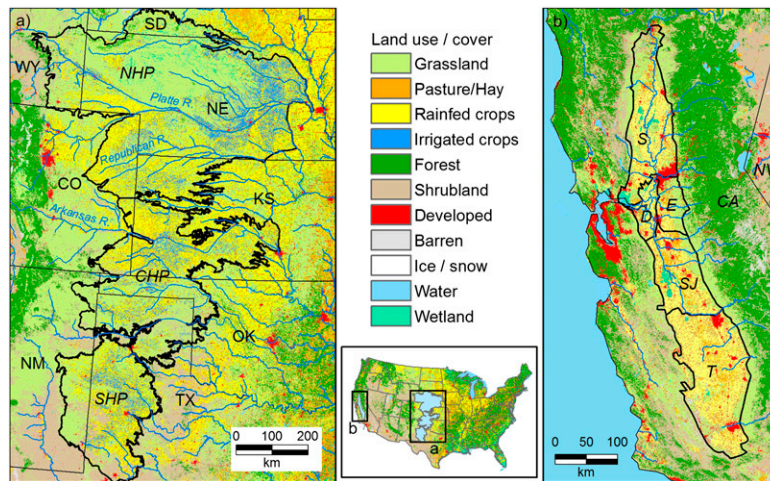 a)
SD
WY
NHP
Platte R.
NE
Republican R.
CO
KS
Arkansas R.
CHP
OK
NM
SHP
TX
0 100 200
km
Land use / cover
Grassland
Pasture/Hay
Rainfed crops
Irrigated crops
Forest
Shrubland
Developed
Barren
Ice / snow
Water
Wetland
b
a
b)
S
NV
CA
E
D
SJ
T
0 50 100
km